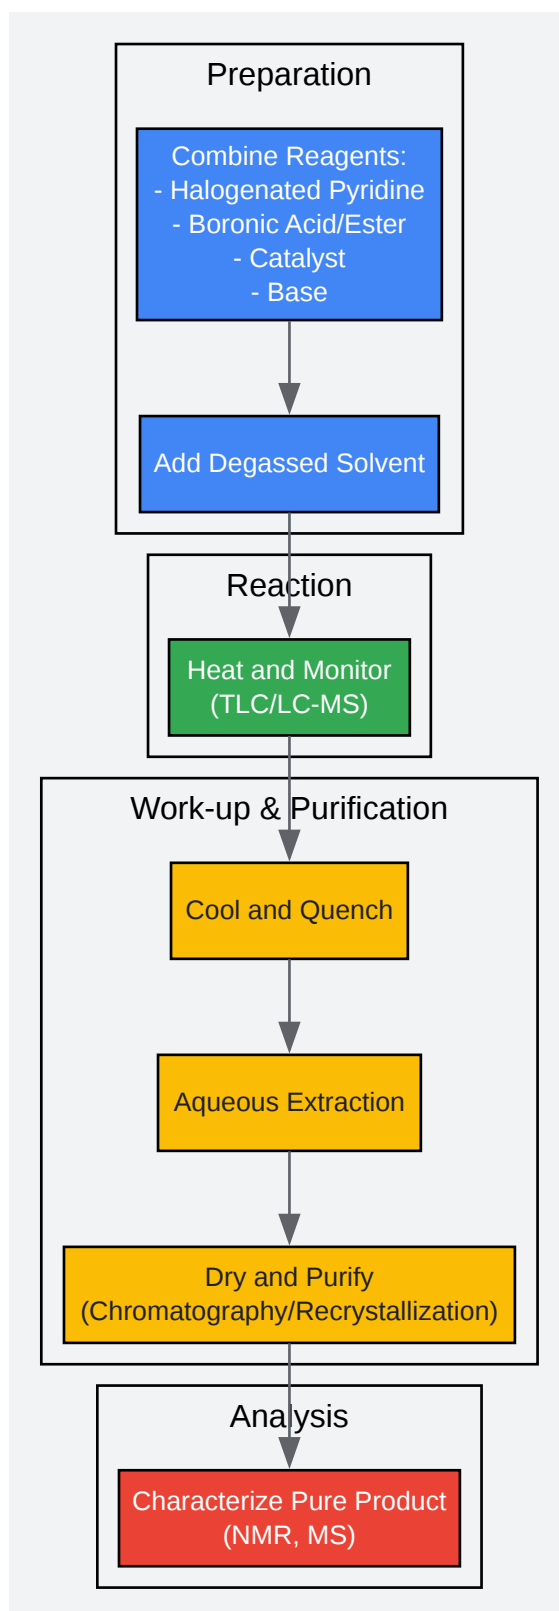 Preparation
Combine Reagents:
- Halogenated Pyridine
- Boronic Acid/Ester
- Catalyst
- Base
Add Degassed Solvent
Reaction
Heat and Monitor
(TLC/LC-MS)
Work-up & Purification
Cool and Quench
Aqueous Extraction
Dry and Purify
(Chromatography/Recrystallization)
Analysis
Characterize Pure Product
(NMR, MS)